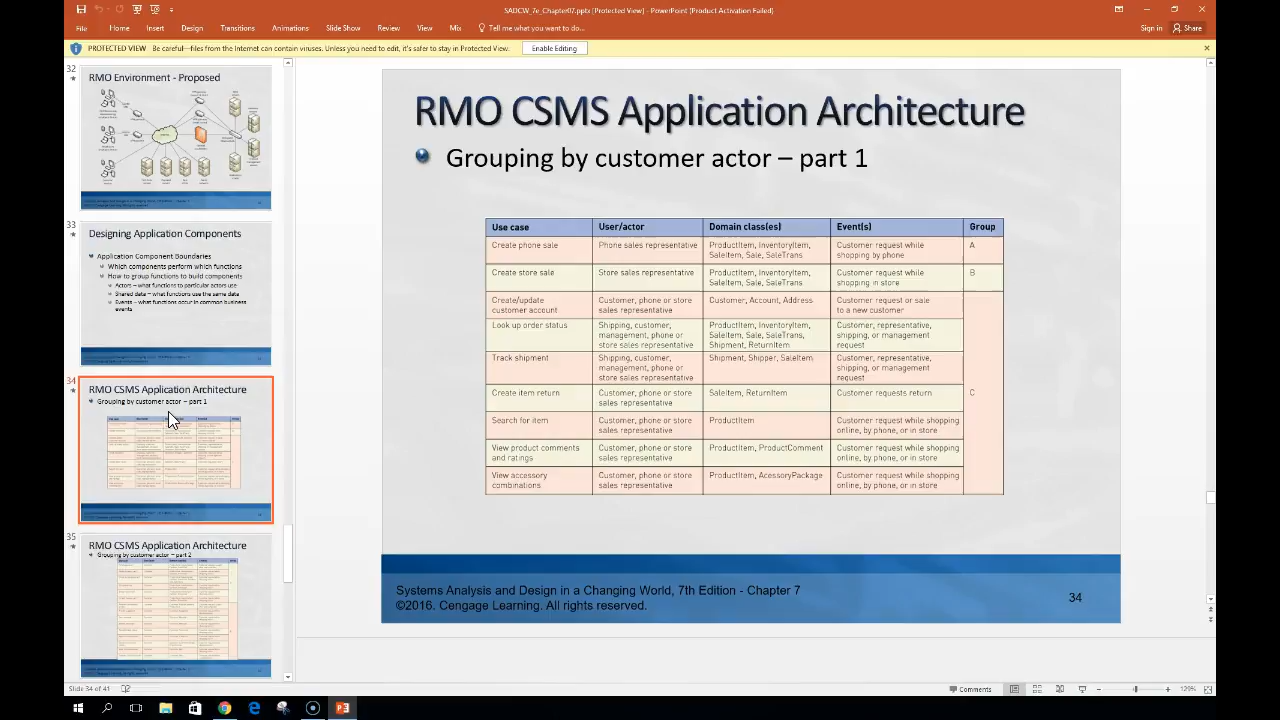 SADCW_7e_Chapter07.pptx [Protected View] - PowerPoint (Product Activation Failed)
File Home Insert Design Transitions Animations Slide Show Review View Mix Tell me what you want to do... Sign in Share
PROTECTED VIEW Be careful—files from the Internet can contain viruses. Unless you need to edit, it's safer to stay in Protected View. Enable Editing
32
RMO Environment - Proposed
33
Designing Application Components
Application Component Boundaries
Which components perform which functions
How to group functions to build components
Actors – what functions to particular actors use
Shared data – what functions use the same data
Events – what functions occur in common business
events
34
RMO CSMS Application Architecture
Grouping by customer actor – part 1
35
RMO CSMS Application Architecture
Grouping by customer actor – part 2
RMO CSMS Application Architecture
Grouping by customer actor – part 1
Use case User/actor Domain class(es) Event(s) Group
Create phone sale Phone sales representative ProductItem, InventoryItem, Customer request while A
SaleItem, Sale, SaleTrans shopping by phone
Create store sale Store sales representative ProductItem, InventoryItem, Customer request while B
SaleItem, Sale, SaleTrans shopping in store
Create/update Customer, phone or store Customer, Account, Address Customer request or sale
customer account sales representative to a new customer
Look up order status Shipping, customer, ProductItem, InventoryItem, Customer, representative,
management, phone or SaleItem, Sale, SaleTrans, shipping, or management
store sales representative Shipment, ReturnItem request
Track shipment Shipping, customer, Shipment, Shipper, SaleItem Customer, representative,
management, phone or shipping, or management
store sales representative request
Create item return Customer, phone or store SaleItem, ReturnItem Customer requests return C
sales representative
Search for item Customer, phone or store ProductItem Customer request while shopping
sales representative online, by phone, or in store
View product comments Customer, phone or store ProductItem, ProductComment Customer request while shopping
and ratings sales representative online, by phone, or in store
View accessory Customer, phone or store ProductItem, AcessoryPackage Customer request while shopping
combinations sales representative online, by phone, or in store
Systems Analysis and Design in a Changing World, 7th Edition - Chapter 7
©2016. Cengage Learning. All rights reserved.
34
Slide 34 of 41 Comments 129%